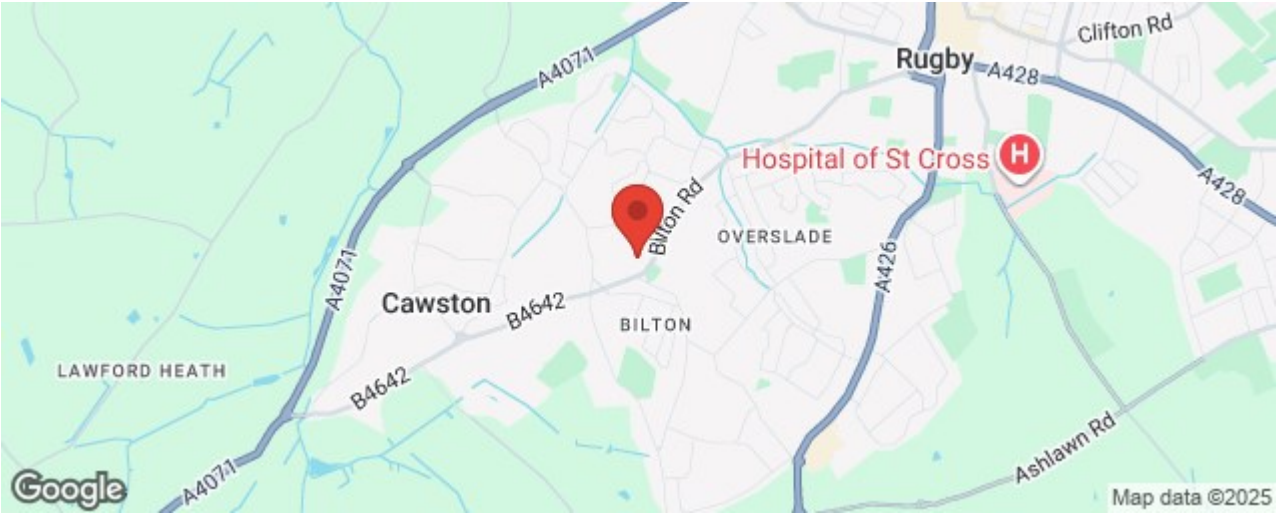 Clifton Rd
Rugby
A428
A4071
Hospital of St Cross H
A428
Bilton Rd
OVERSLADE
A4071
A426
Cawston
B4642
BILTON
LAWFORD HEATH
B4642
Ashlawn Rd
A4071
Google
Map data ©2025